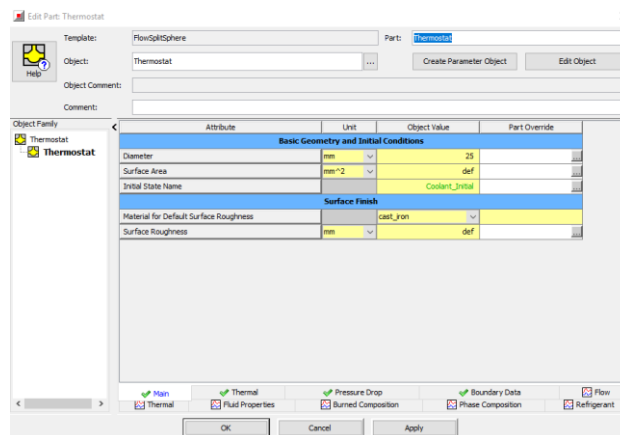 Edit Part: Thermostat
Template: FlowSplitSphere Part: Thermostat
Help
Object: Thermostat ... Create Parameter Object Edit Object
Object Comment:
Comment:
Object Family
Thermostat
Thermostat
Attribute Unit Object Value Part Override
Basic Geometry and Initial Conditions
Diameter mm 25 ...
Surface Area mm^2 def ...
Initial State Name Coolant_Initial ...
Surface Finish
Material for Default Surface Roughness cast_iron
Surface Roughness mm def ...
Main Thermal Pressure Drop Boundary Data Flow
Thermal Fluid Properties Burned Composition Phase Composition Refrigerant
OK Cancel Apply